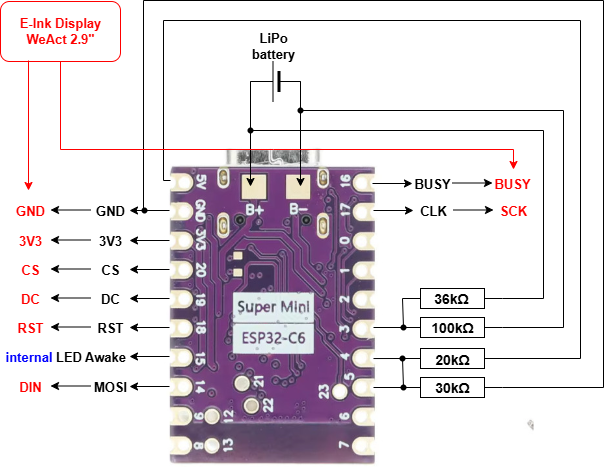 E-Ink Display
WeAct 2.9"
LiPo
battery
5V
16
B+
B-
BUSY
BUSY
GND
GND
GND
17
CLK
SCK
3V3
3V3
3V3
0
CS
CS
20
1
DC
DC
19
2
36kΩ
RST
RST
18
Super Mini
3
100kΩ
internal LED Awake
15
ESP32-C6
4
20kΩ
DIN
MOSI
14
21
23
5
30kΩ
9
12
22
6
8
13
7